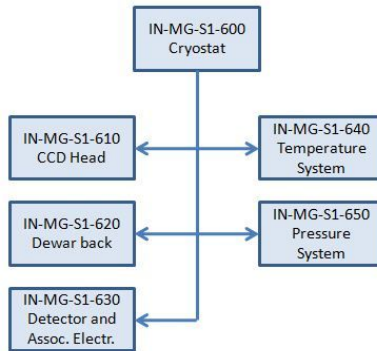 IN-MG-S1-600
Cryostat
IN-MG-S1-610
CCD Head
IN-MG-S1-640
Temperature
System
IN-MG-S1-620
Dewar back
IN-MG-S1-650
Pressure
System
IN-MG-S1-630
Detector and
Assoc. Electr.